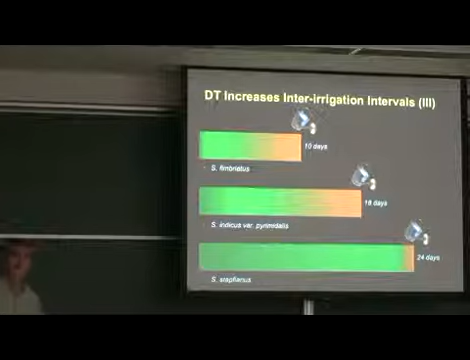 DT Increases Inter-irrigation Intervals (III)
10 days
S. fimbriatus
18 days
S. indicus var. pyrimidalis
24 days
S. stapfianus